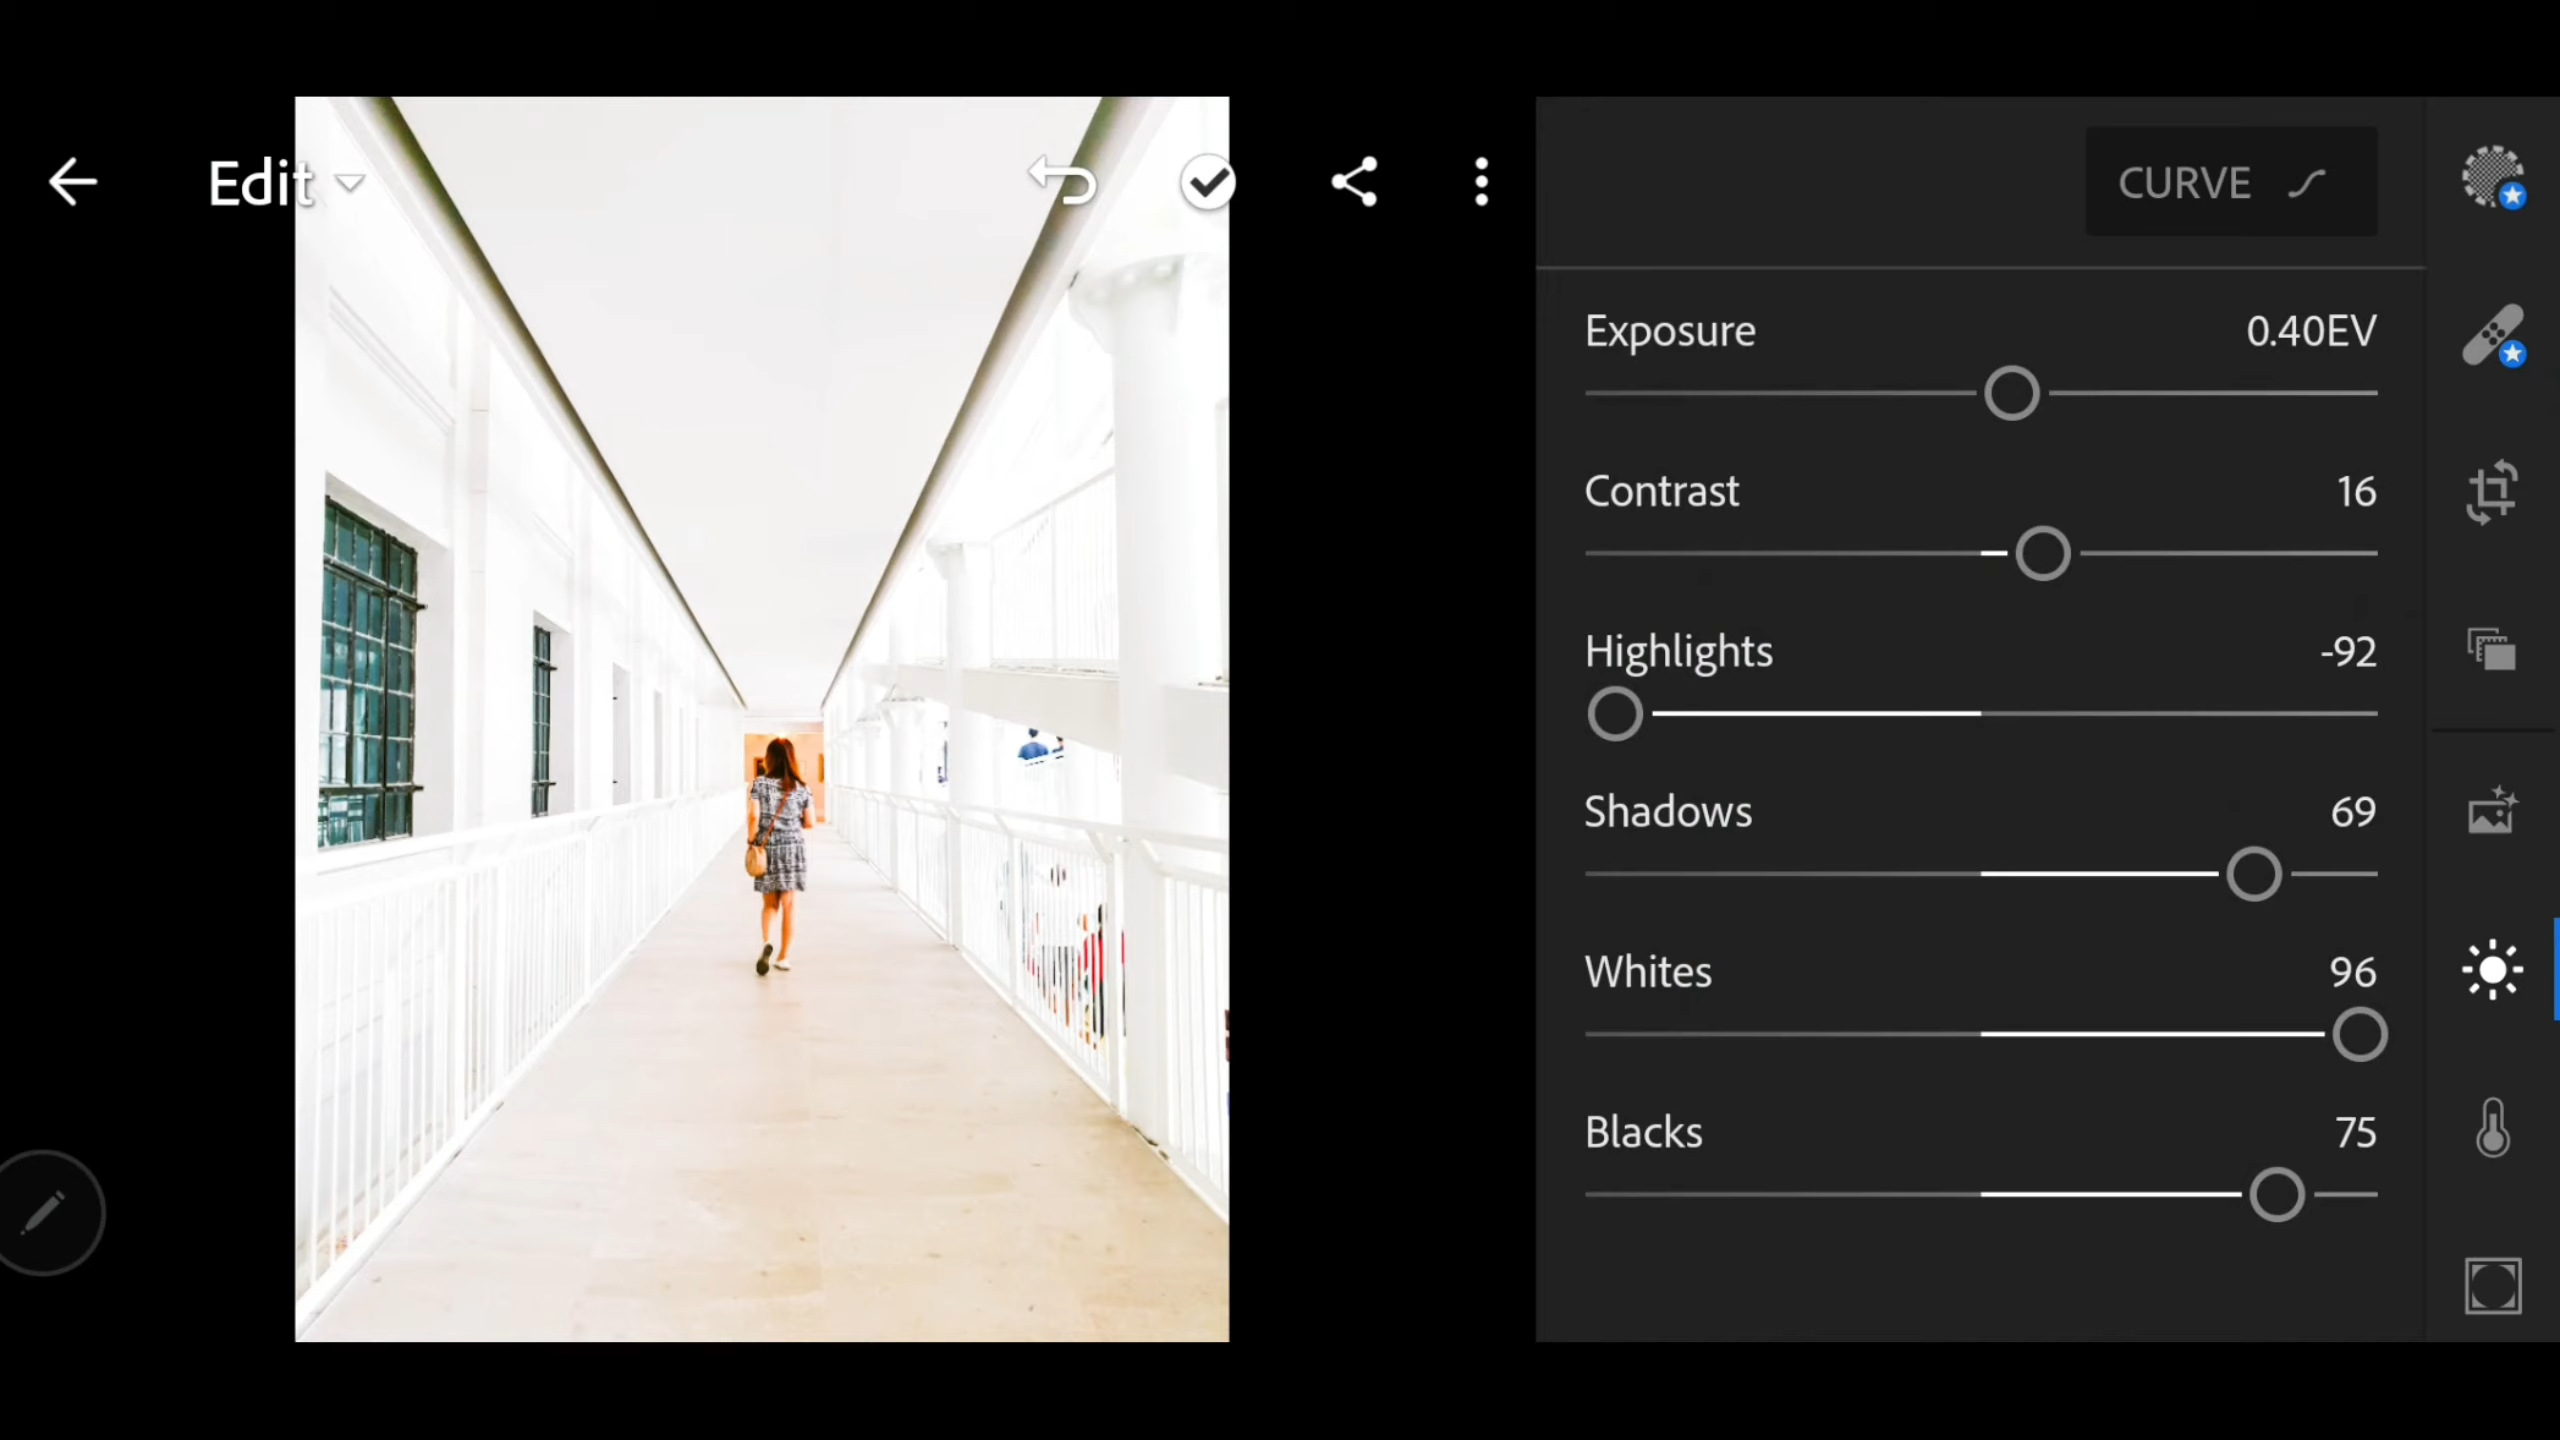 Edit
CURVE
Exposure 0.40EV
Contrast 16
Highlights -92
Shadows 69
Whites 96
Blacks 75